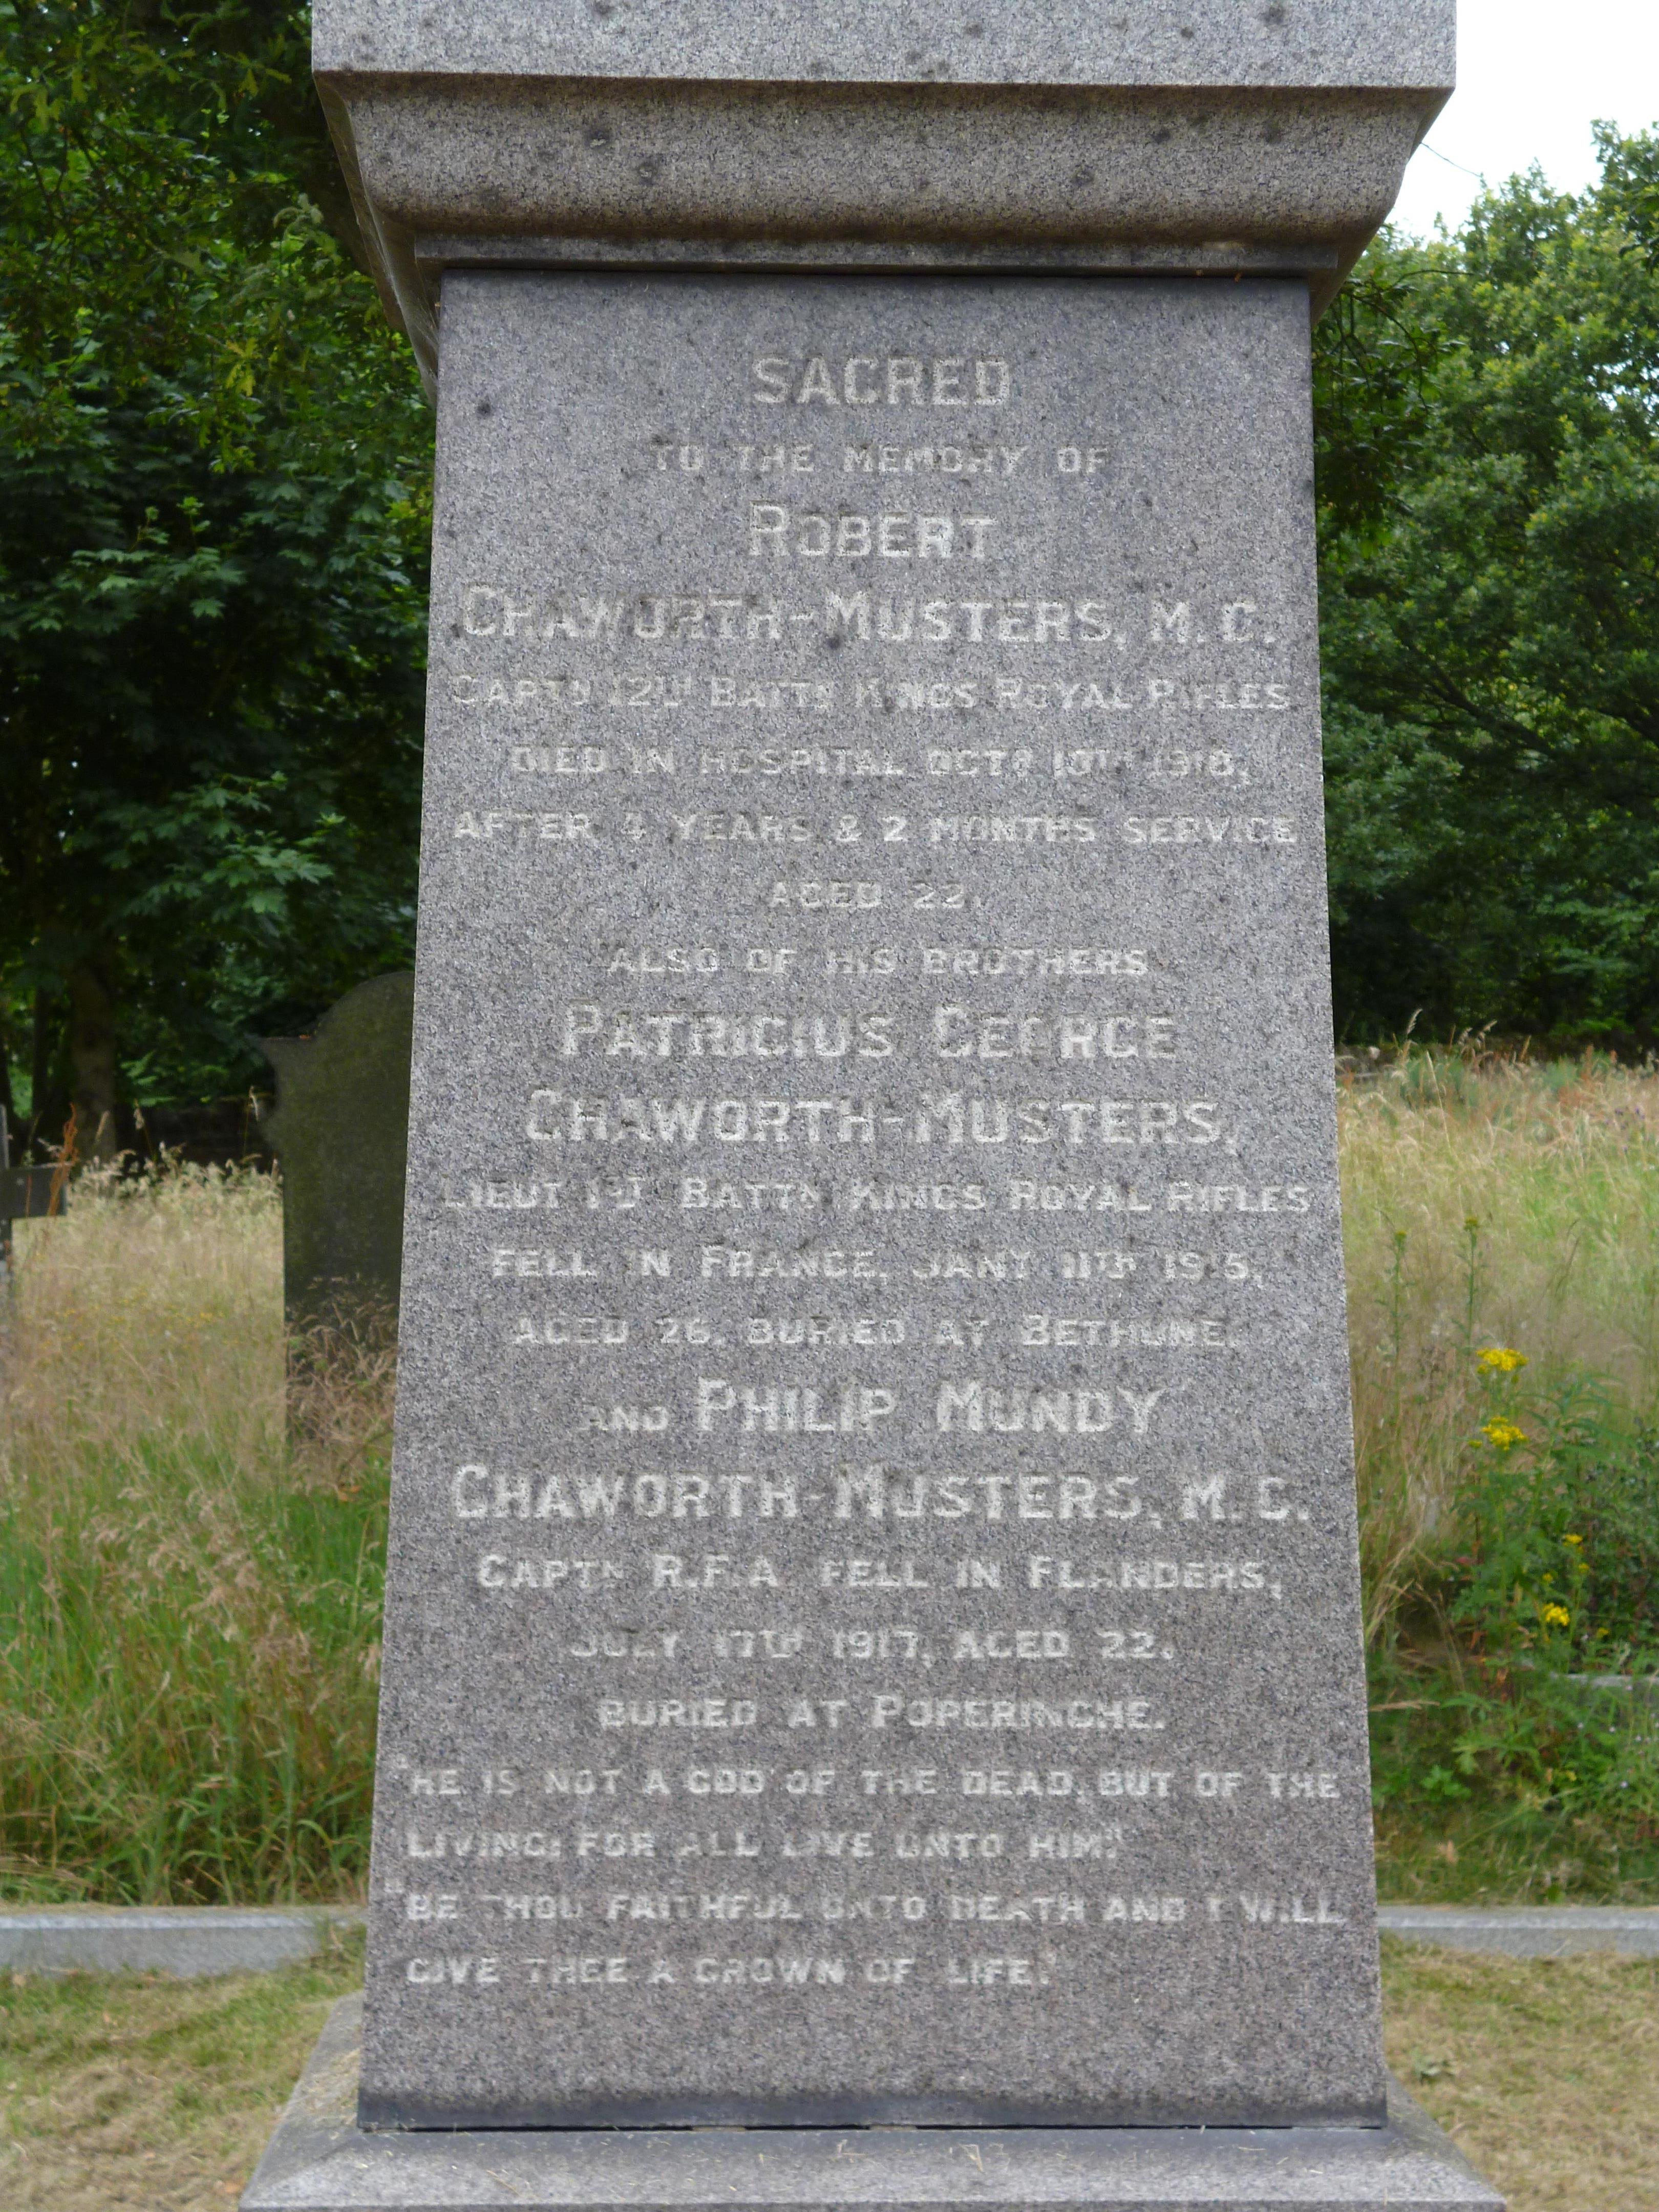 SACRED
TO THE MEMORY OF
ROBERT
CHAWORTH-MUSTERS, M.C.
CAPTN 12TH BATTN KINGS ROYAL RIFLES
DIED IN HOSPITAL OCTR 1918,
AFTER 4 YEARS & 2 MONTHS SERVICE
AGED 22.
ALSO OF HIS BROTHERS
PATRICIUS GEORGE
CHAWORTH-MUSTERS,
LIEUT 1ST BATTN KINGS ROYAL RIFLES
FELL IN FRANCE, JANY 11TH 1915,
AGED 26. BURIED AT BETHUNE.
AND PHILIP MUNDY
CHAWORTH-MUSTERS, M.C.
CAPTN R.F.A FELL IN FLANDERS,
JULY 17TH 1917, AGED 22.
BURIED AT POPERINGHE.
"HE IS NOT A GOD OF THE DEAD, BUT OF THE
LIVING: FOR ALL LIVE UNTO HIM."
"BE THOU FAITHFUL UNTO DEATH AND I WILL
GIVE THEE A CROWN OF LIFE."